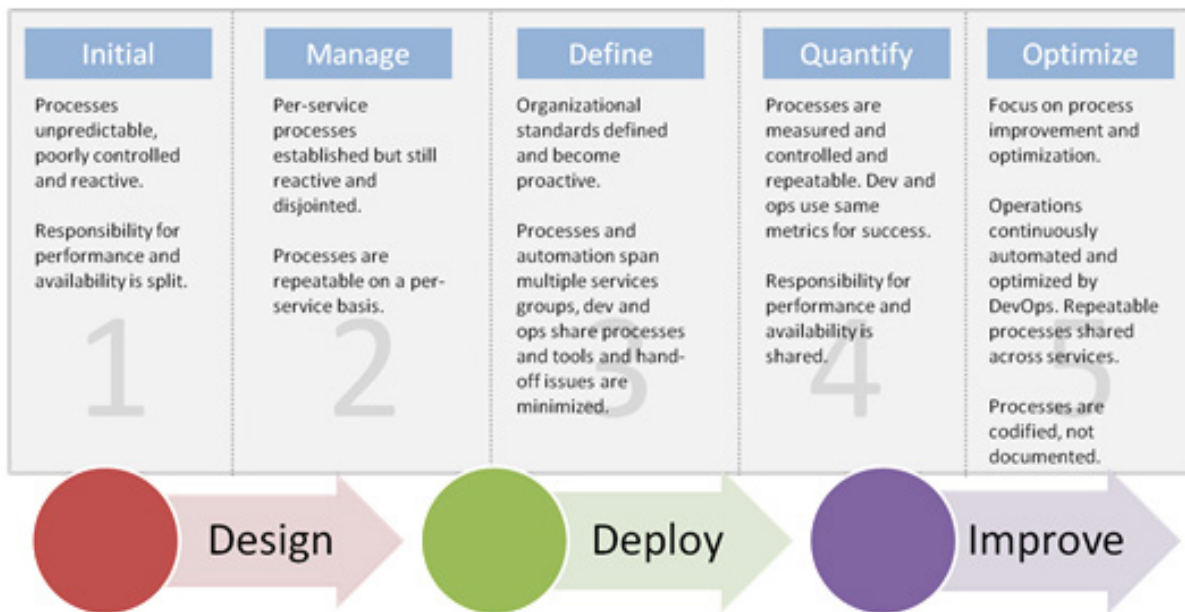 Initial
Processes
unpredictable,
poorly controlled
and reactive.
Responsibility for
performance and
availability is split.
1
Manage
Per-service
processes
established but still
reactive and
disjointed.
Processes are
repeatable on a per-
service basis.
2
Define
Organizational
standards defined
and become
proactive.
Processes and
automation span
multiple services
groups, dev and
ops share processes
and tools and hand-
off issues are
minimized.
3
Quantify
Processes are
measured and
controlled and
repeatable. Dev and
ops use same
metrics for success.
Responsibility for
performance and
availability is
shared.
4
Optimize
Focus on process
improvement and
optimization.
Operations
continuously
automated and
optimized by
DevOps. Repeatable
processes shared
across services.
Processes are
codified, not
documented.
5
Design
Deploy
Improve